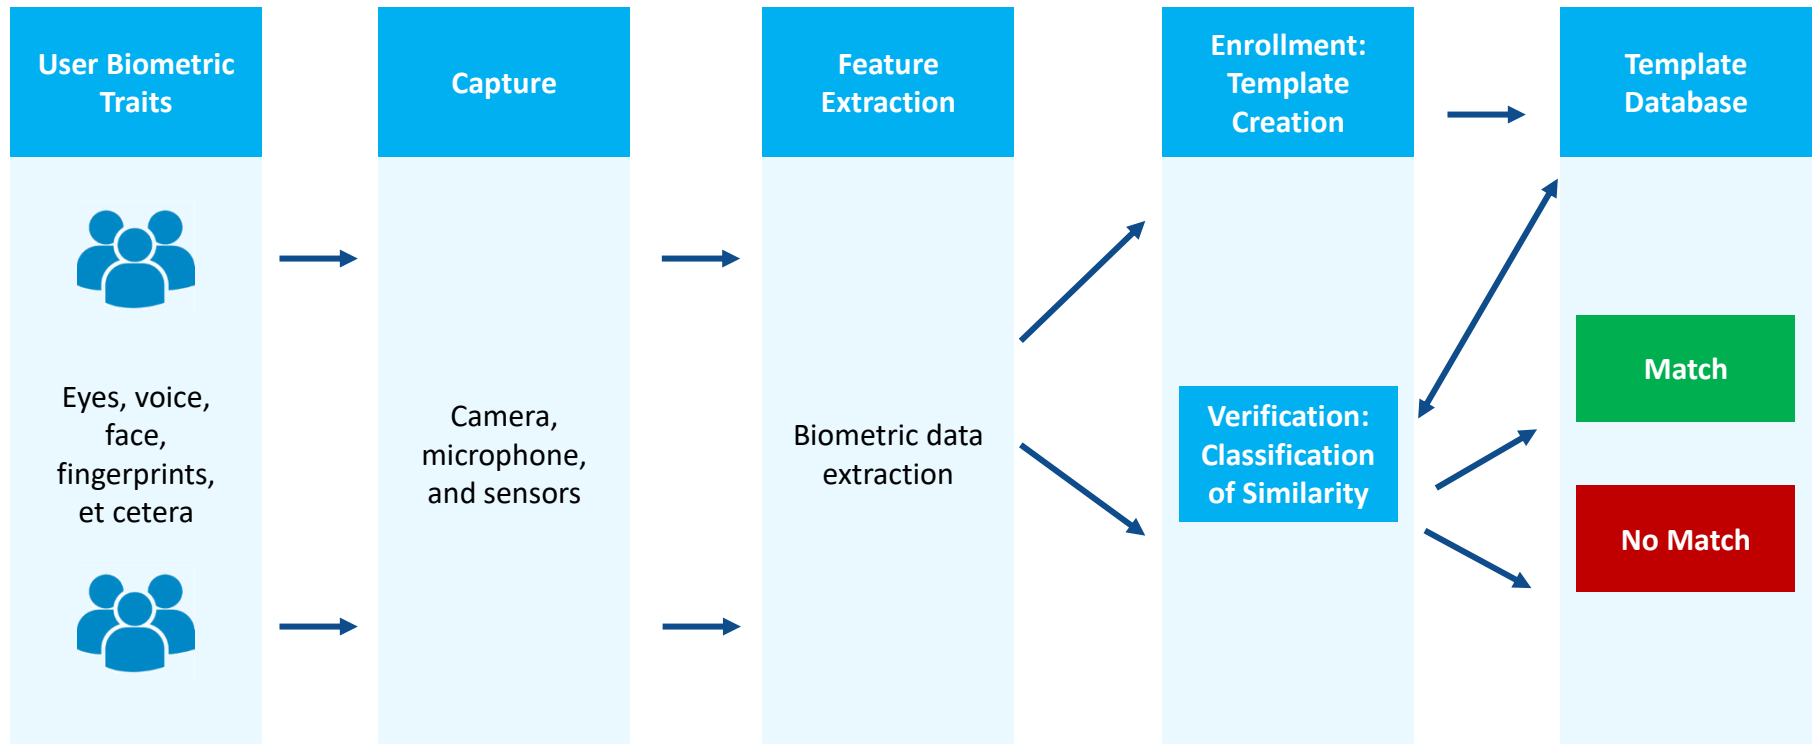 User Biometric
Traits
Capture
Feature
Extraction
Enrollment:
Template
Creation
Template
Database
Eyes, voice,
face,
fingerprints,
et cetera
Camera,
microphone,
and sensors
Biometric data
extraction
Verification:
Classification
of Similarity
Match
No Match